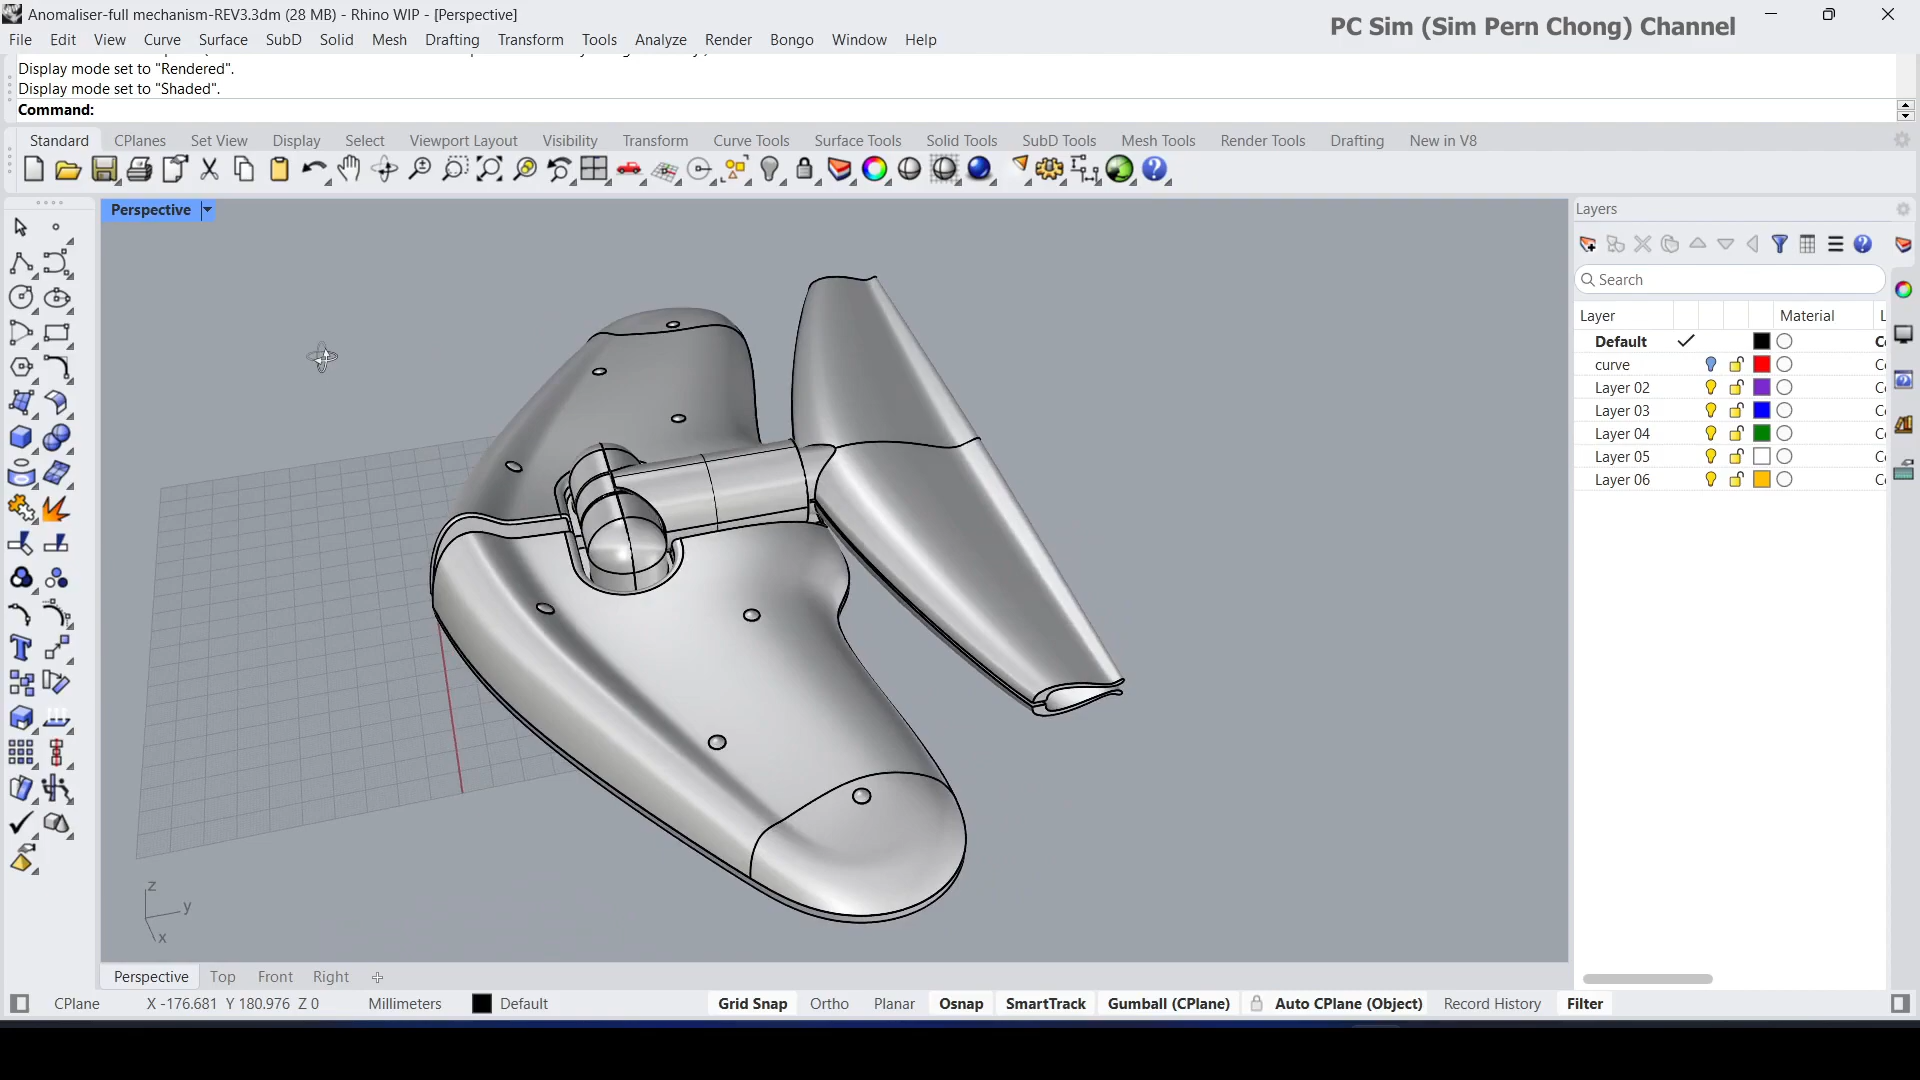 Anomaliser-full mechanism-REV3.3dm (28 MB) - Rhino WIP - [Perspective]
PC Sim (Sim Pern Chong) Channel
File Edit View Curve Surface SubD Solid Mesh Drafting Transform Tools Analyze Render Bongo Window Help
Display mode set to "Rendered".
Display mode set to "Shaded".
Command:
Standard CPlanes Set View Display Select Viewport Layout Visibility Transform Curve Tools Surface Tools Solid Tools SubD Tools Mesh Tools Render Tools Drafting New in V8
Perspective
Layers
Search
Layer Material L
Default
curve
Layer 02
Layer 03
Layer 04
Layer 05
Layer 06
z
y
x
Perspective Top Front Right
CPlane X -176.681 Y 180.976 Z 0 Millimeters Default Grid Snap Ortho Planar Osnap SmartTrack Gumball (CPlane) Auto CPlane (Object) Record History Filter